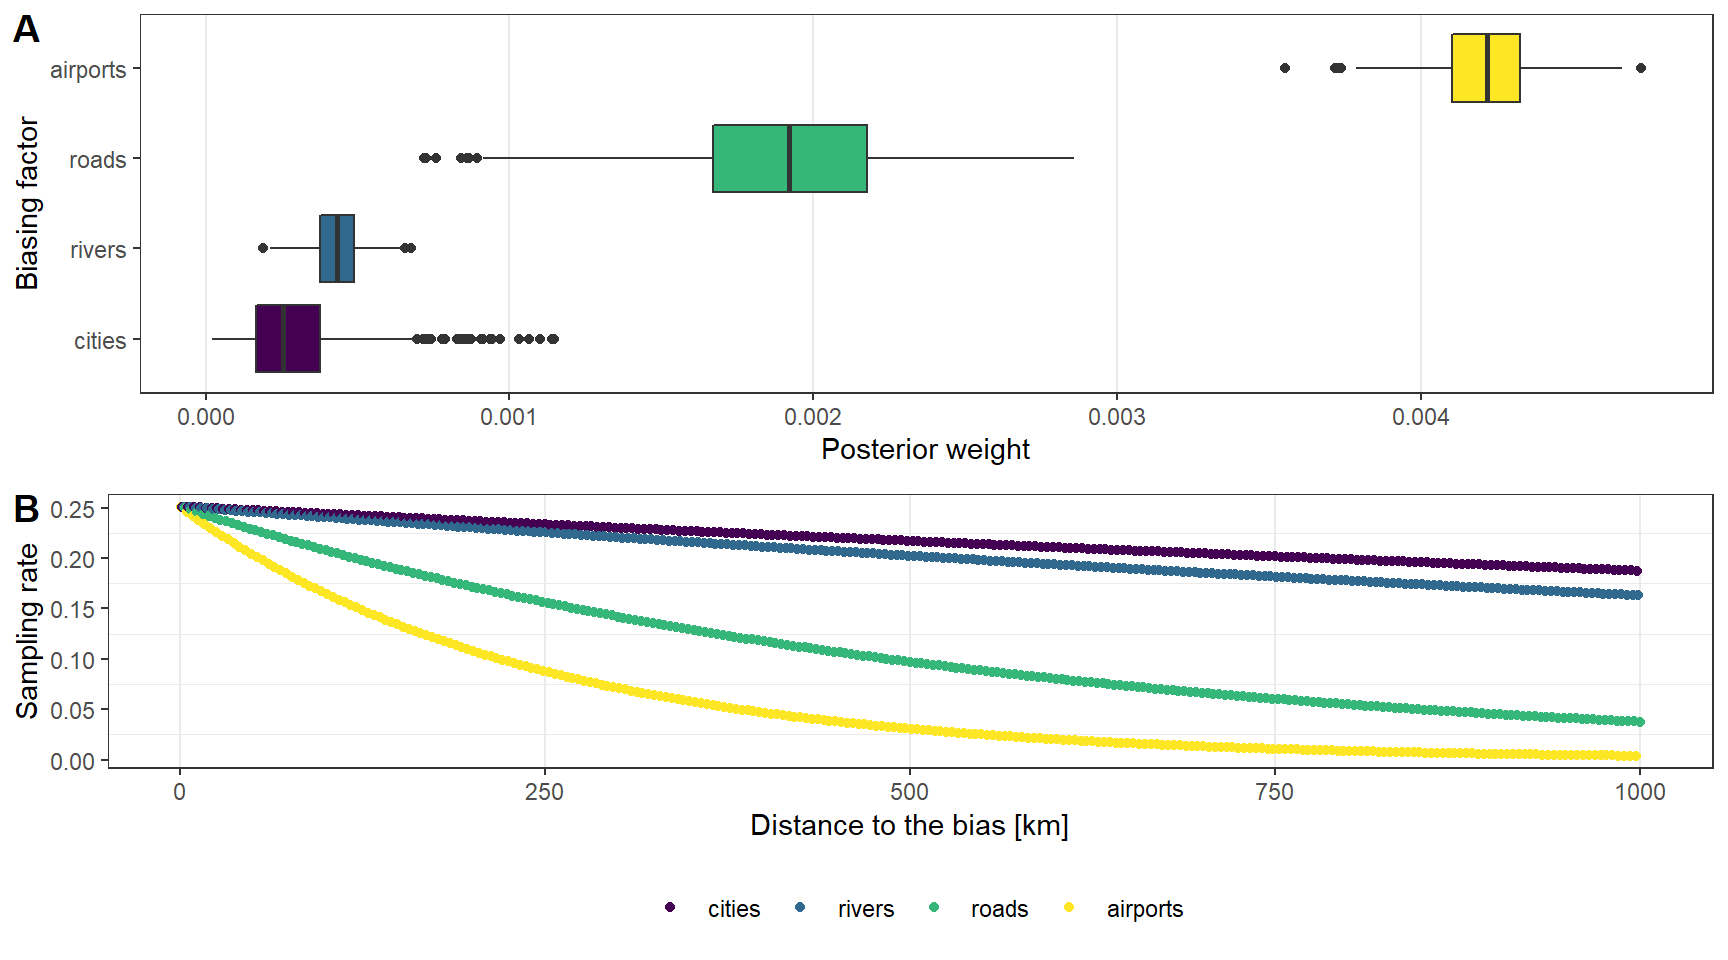 A
airports
roads
rivers
cities
Biasing factor
0.000 0.001 0.002 0.003 0.004
Posterior weight
B
0.25
0.20
0.15
0.10
0.05
0.00
Sampling rate
0 250 500 750 1000
Distance to the bias [km]
cities rivers roads airports